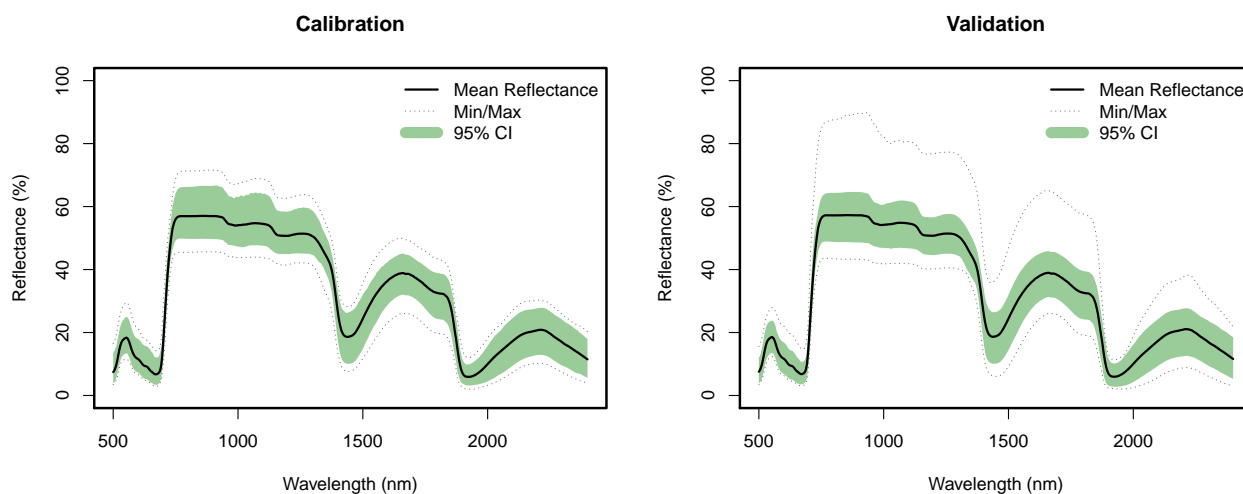 Calibration
Reflectance (%)
100
80
60
40
20
0
Mean Reflectance
Min/Max
95% CI
500 1000 1500 2000
Wavelength (nm)
Validation
Reflectance (%)
100
80
60
40
20
0
Mean Reflectance
Min/Max
95% CI
500 1000 1500 2000
Wavelength (nm)